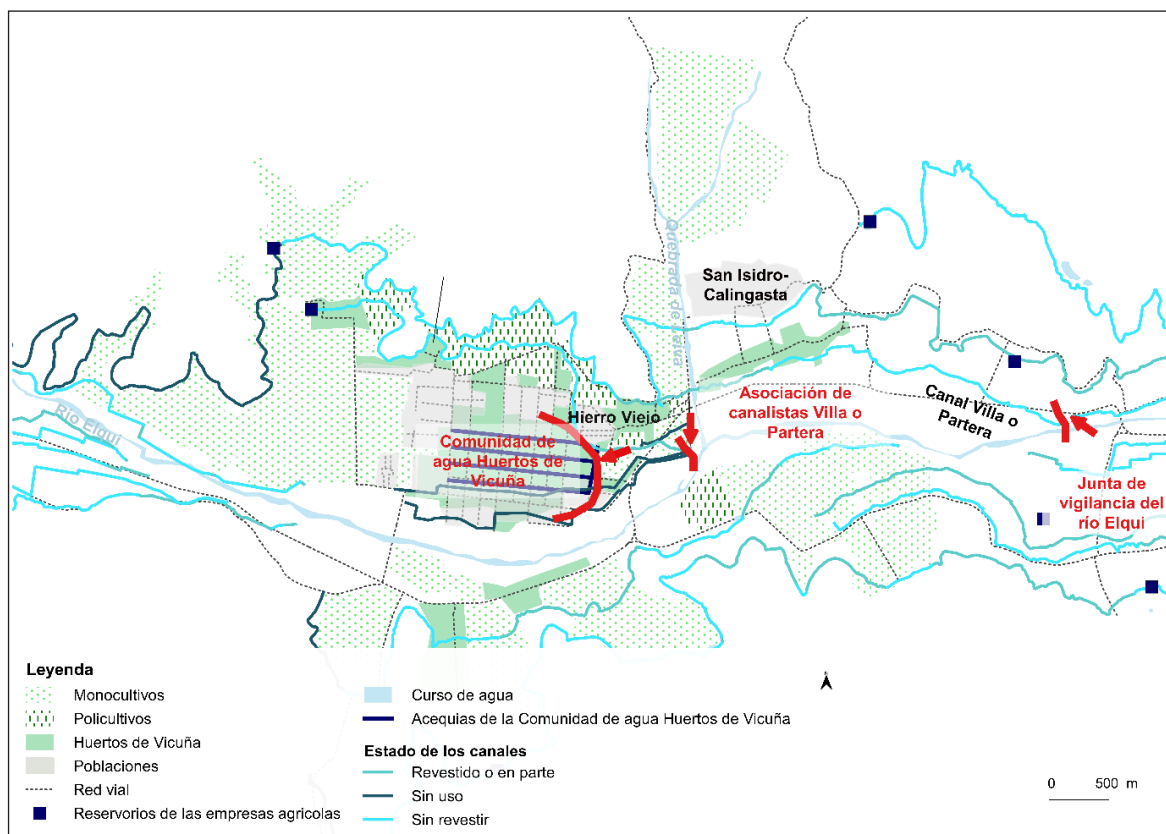 San Isidro-
Calingasta
Quebrada de
Hierro Viejo
Asociación de
canalistas Villa o
Partera
Canal Villa o
Partera
Río Elqui
Comunidad de
agua Huertos de
Vicuña
Junta de
vigilancia del
río Elqui
Leyenda
Monocultivos
Policultivos
Huertos de Vicuña
Poblaciones
Red vial
Reservorios de las empresas agrícolas
Curso de agua
Acequias de la Comunidad de agua Huertos de Vicuña
Estado de los canales
Revestido o en parte
Sin uso
Sin revestir
0 500 m